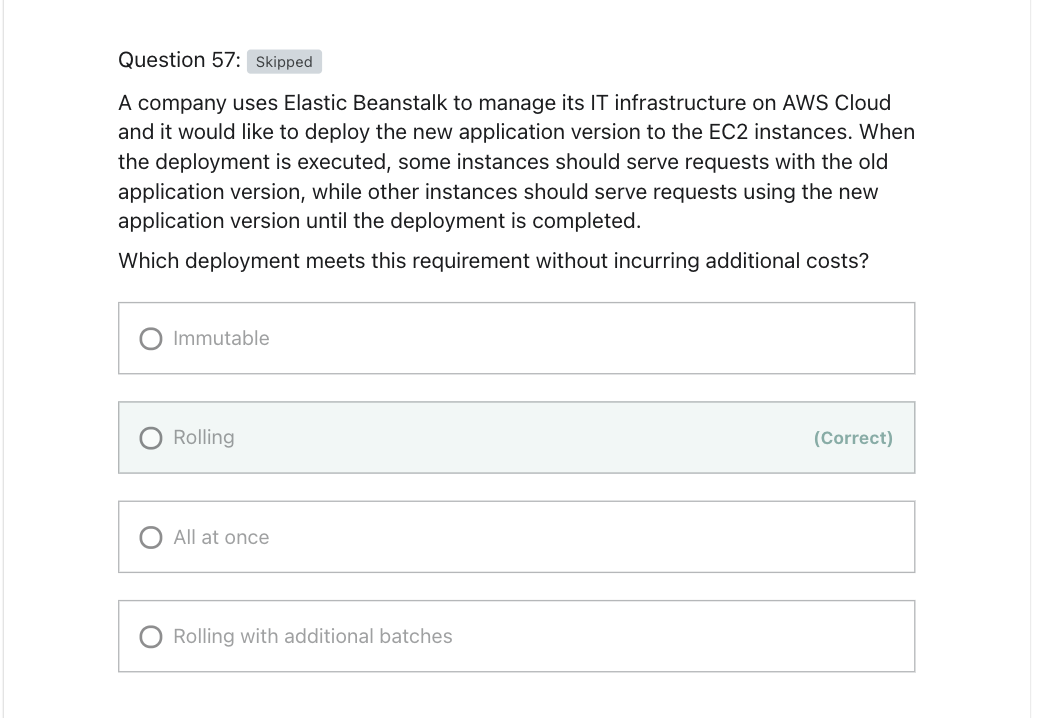 Question 57: Skipped
A company uses Elastic Beanstalk to manage its IT infrastructure on AWS Cloud
and it would like to deploy the new application version to the EC2 instances. When
the deployment is executed, some instances should serve requests with the old
application version, while other instances should serve requests using the new
application version until the deployment is completed.
Which deployment meets this requirement without incurring additional costs?
Immutable
Rolling (Correct)
All at once
Rolling with additional batches